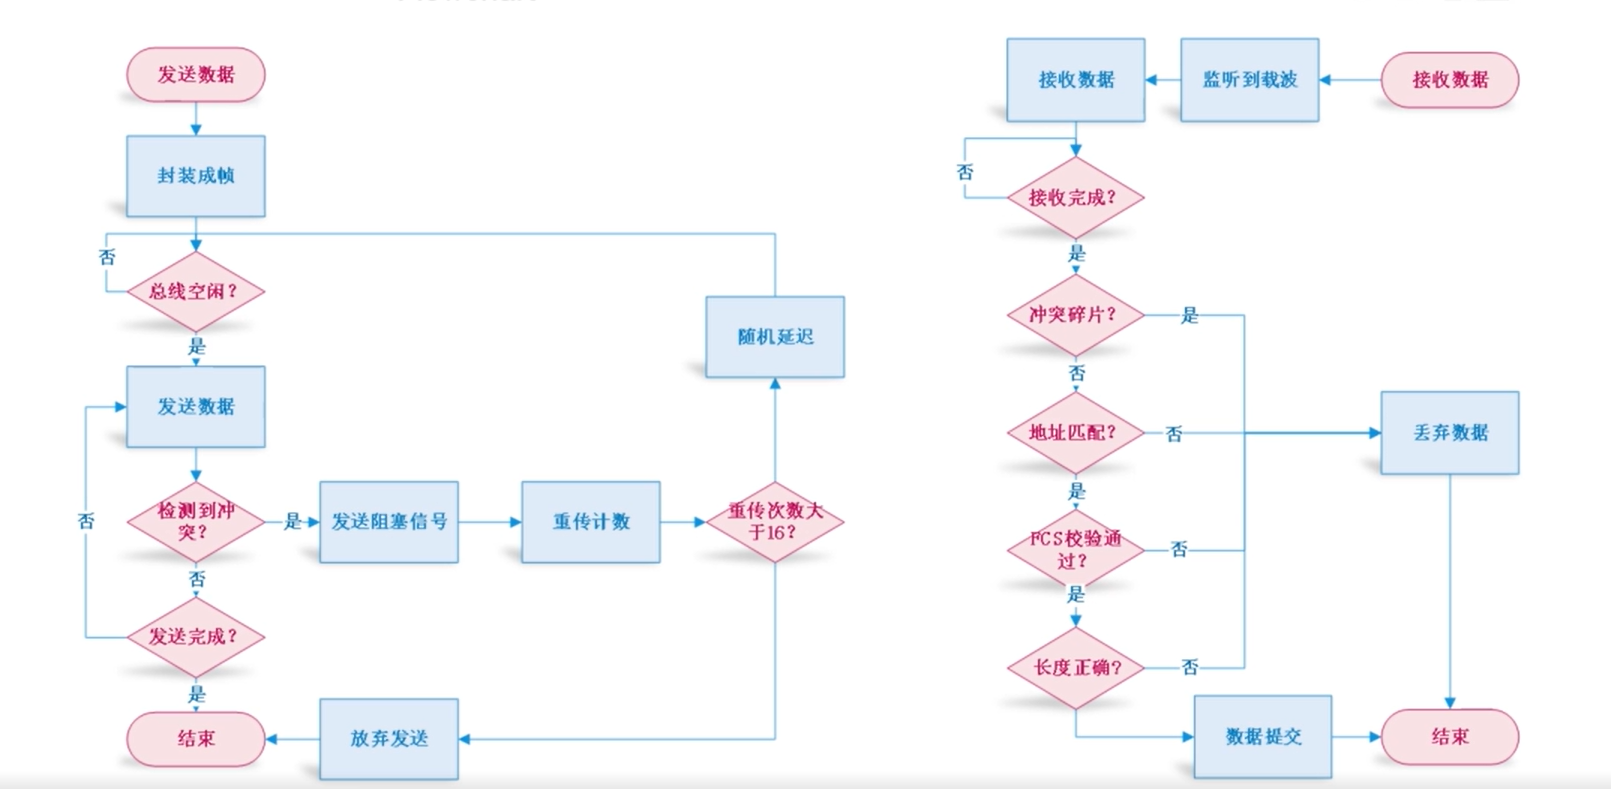 发送数据
封装成帧
否
总线空闲?
是
发送数据
否
检测到冲
突?
是
发送阻塞信号
重传计数
重传次数大
于16?
随机延迟
否
发送完成?
是
结束
放弃发送
接收数据
监听到载波
接收数据
否
接收完成?
是
冲突碎片?
是
否
地址匹配?
否
丢弃数据
是
FCS校验通
过?
否
是
长度正确?
否
数据提交
结束